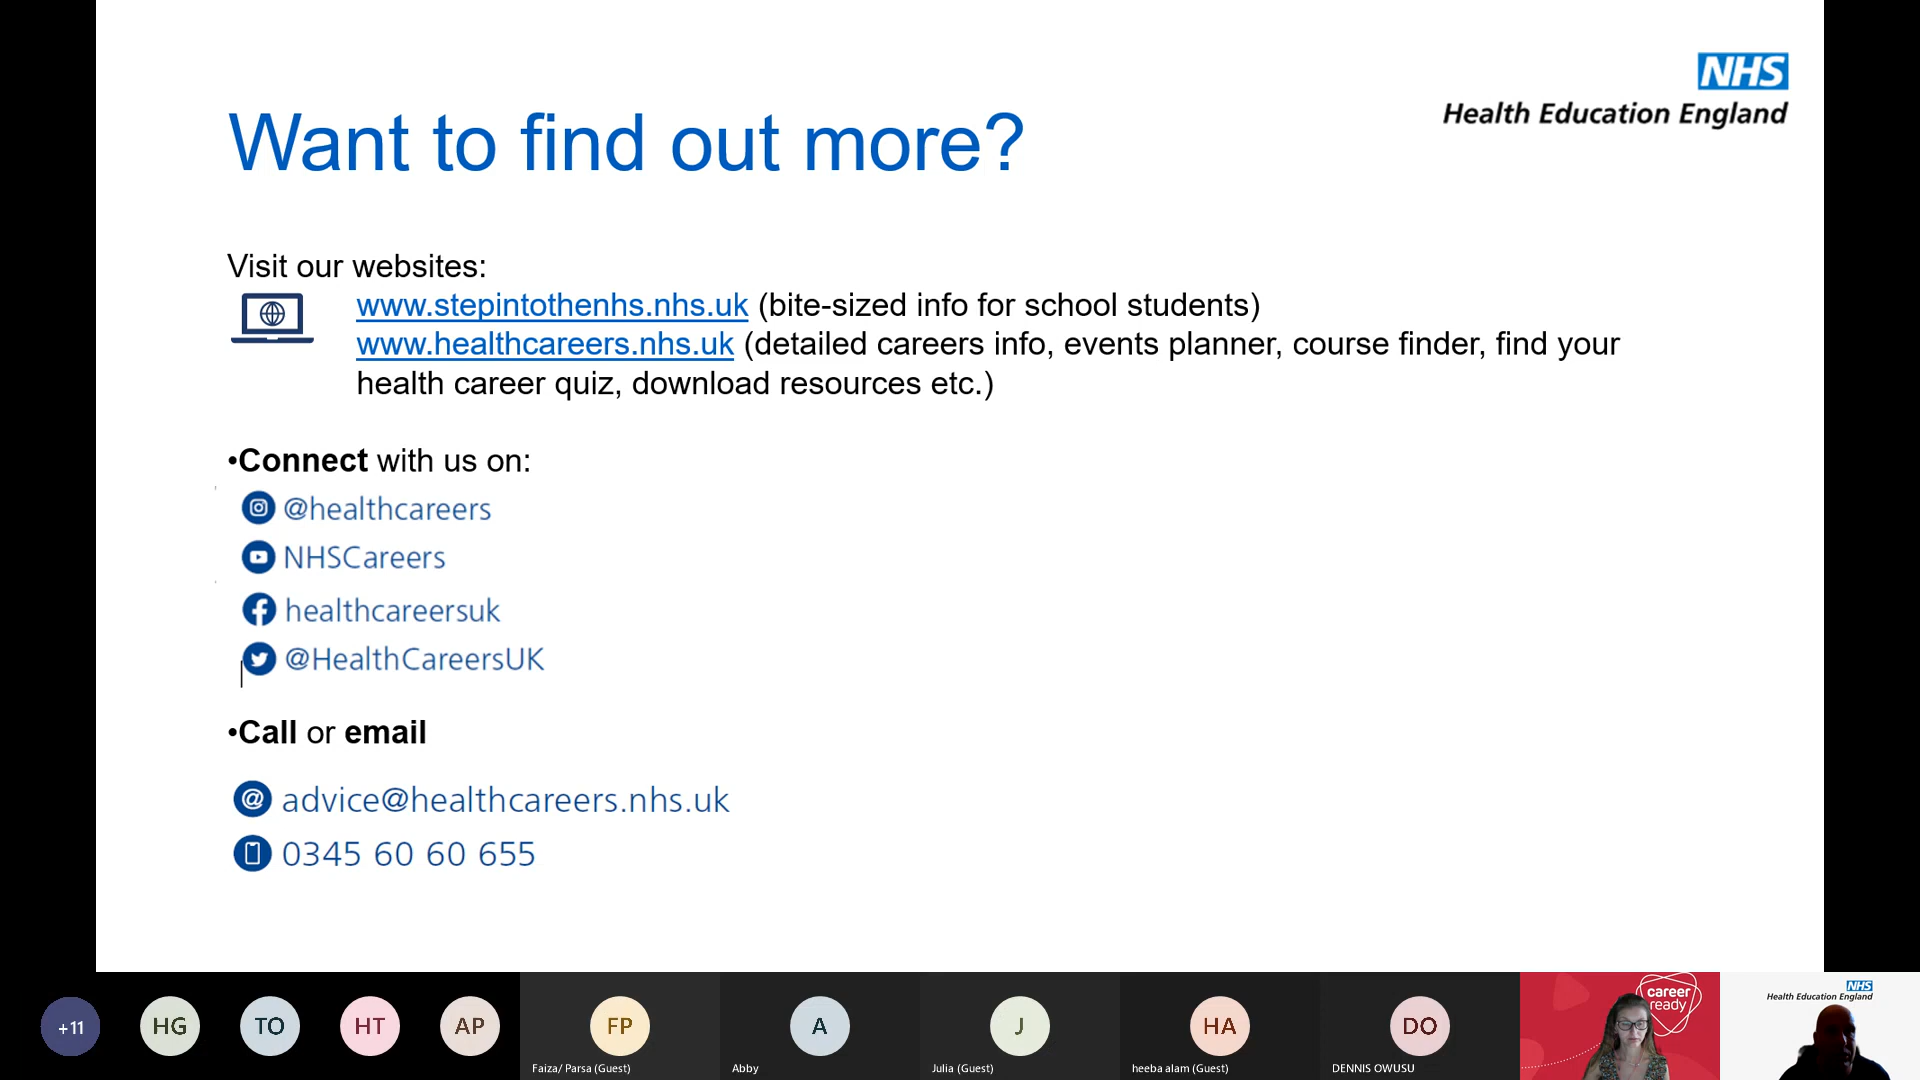 NHS
Health Education England
Want to find out more?
Visit our websites:
www.stepintothenhs.nhs.uk (bite-sized info for school students)
www.healthcareers.nhs.uk (detailed careers info, events planner, course finder, find your
health career quiz, download resources etc.)
•Connect with us on:
@healthcareers
NHSCareers
healthcareersuk
@HealthCareersUK
•Call or email
@ advice@healthcareers.nhs.uk
0345 60 60 655
+11
HG
TO
HT
AP
FP
Faiza/ Parsa (Guest)
A
Abby
J
Julia (Guest)
HA
heeba alam (Guest)
DO
DENNIS OWUSU
career
ready
NHS
Health Education England